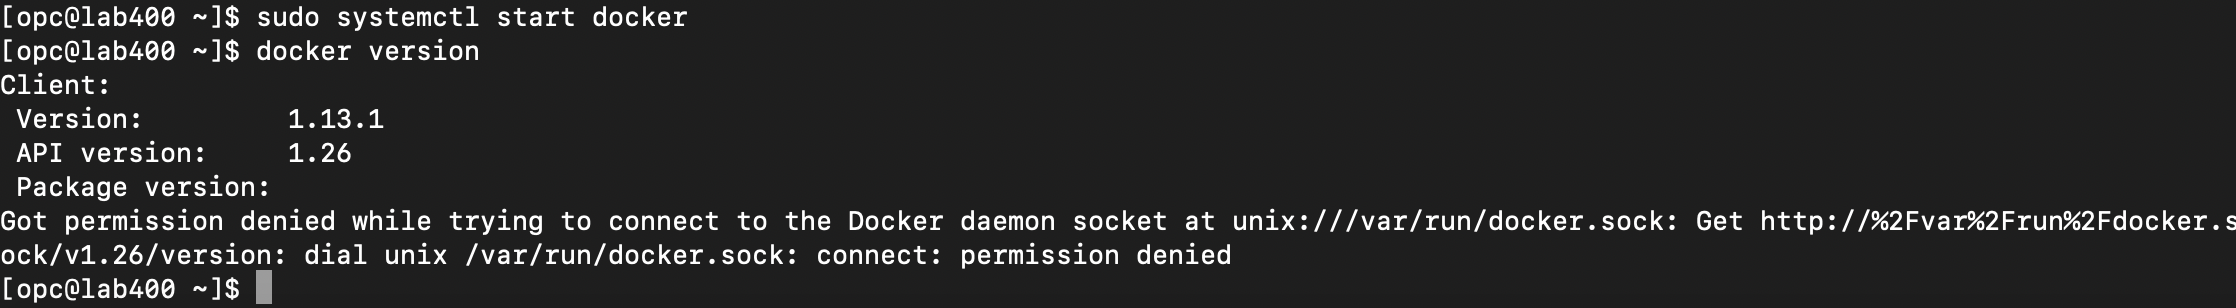 [opc@lab400 ~]$ sudo systemctl start docker
[opc@lab400 ~]$ docker version
Client:
 Version:         1.13.1
 API version:     1.26
 Package version:
Got permission denied while trying to connect to the Docker daemon socket at unix:///var/run/docker.sock: Get http://%2Fvar%2Frun%2Fdocker.s
ock/v1.26/version: dial unix /var/run/docker.sock: connect: permission denied
[opc@lab400 ~]$